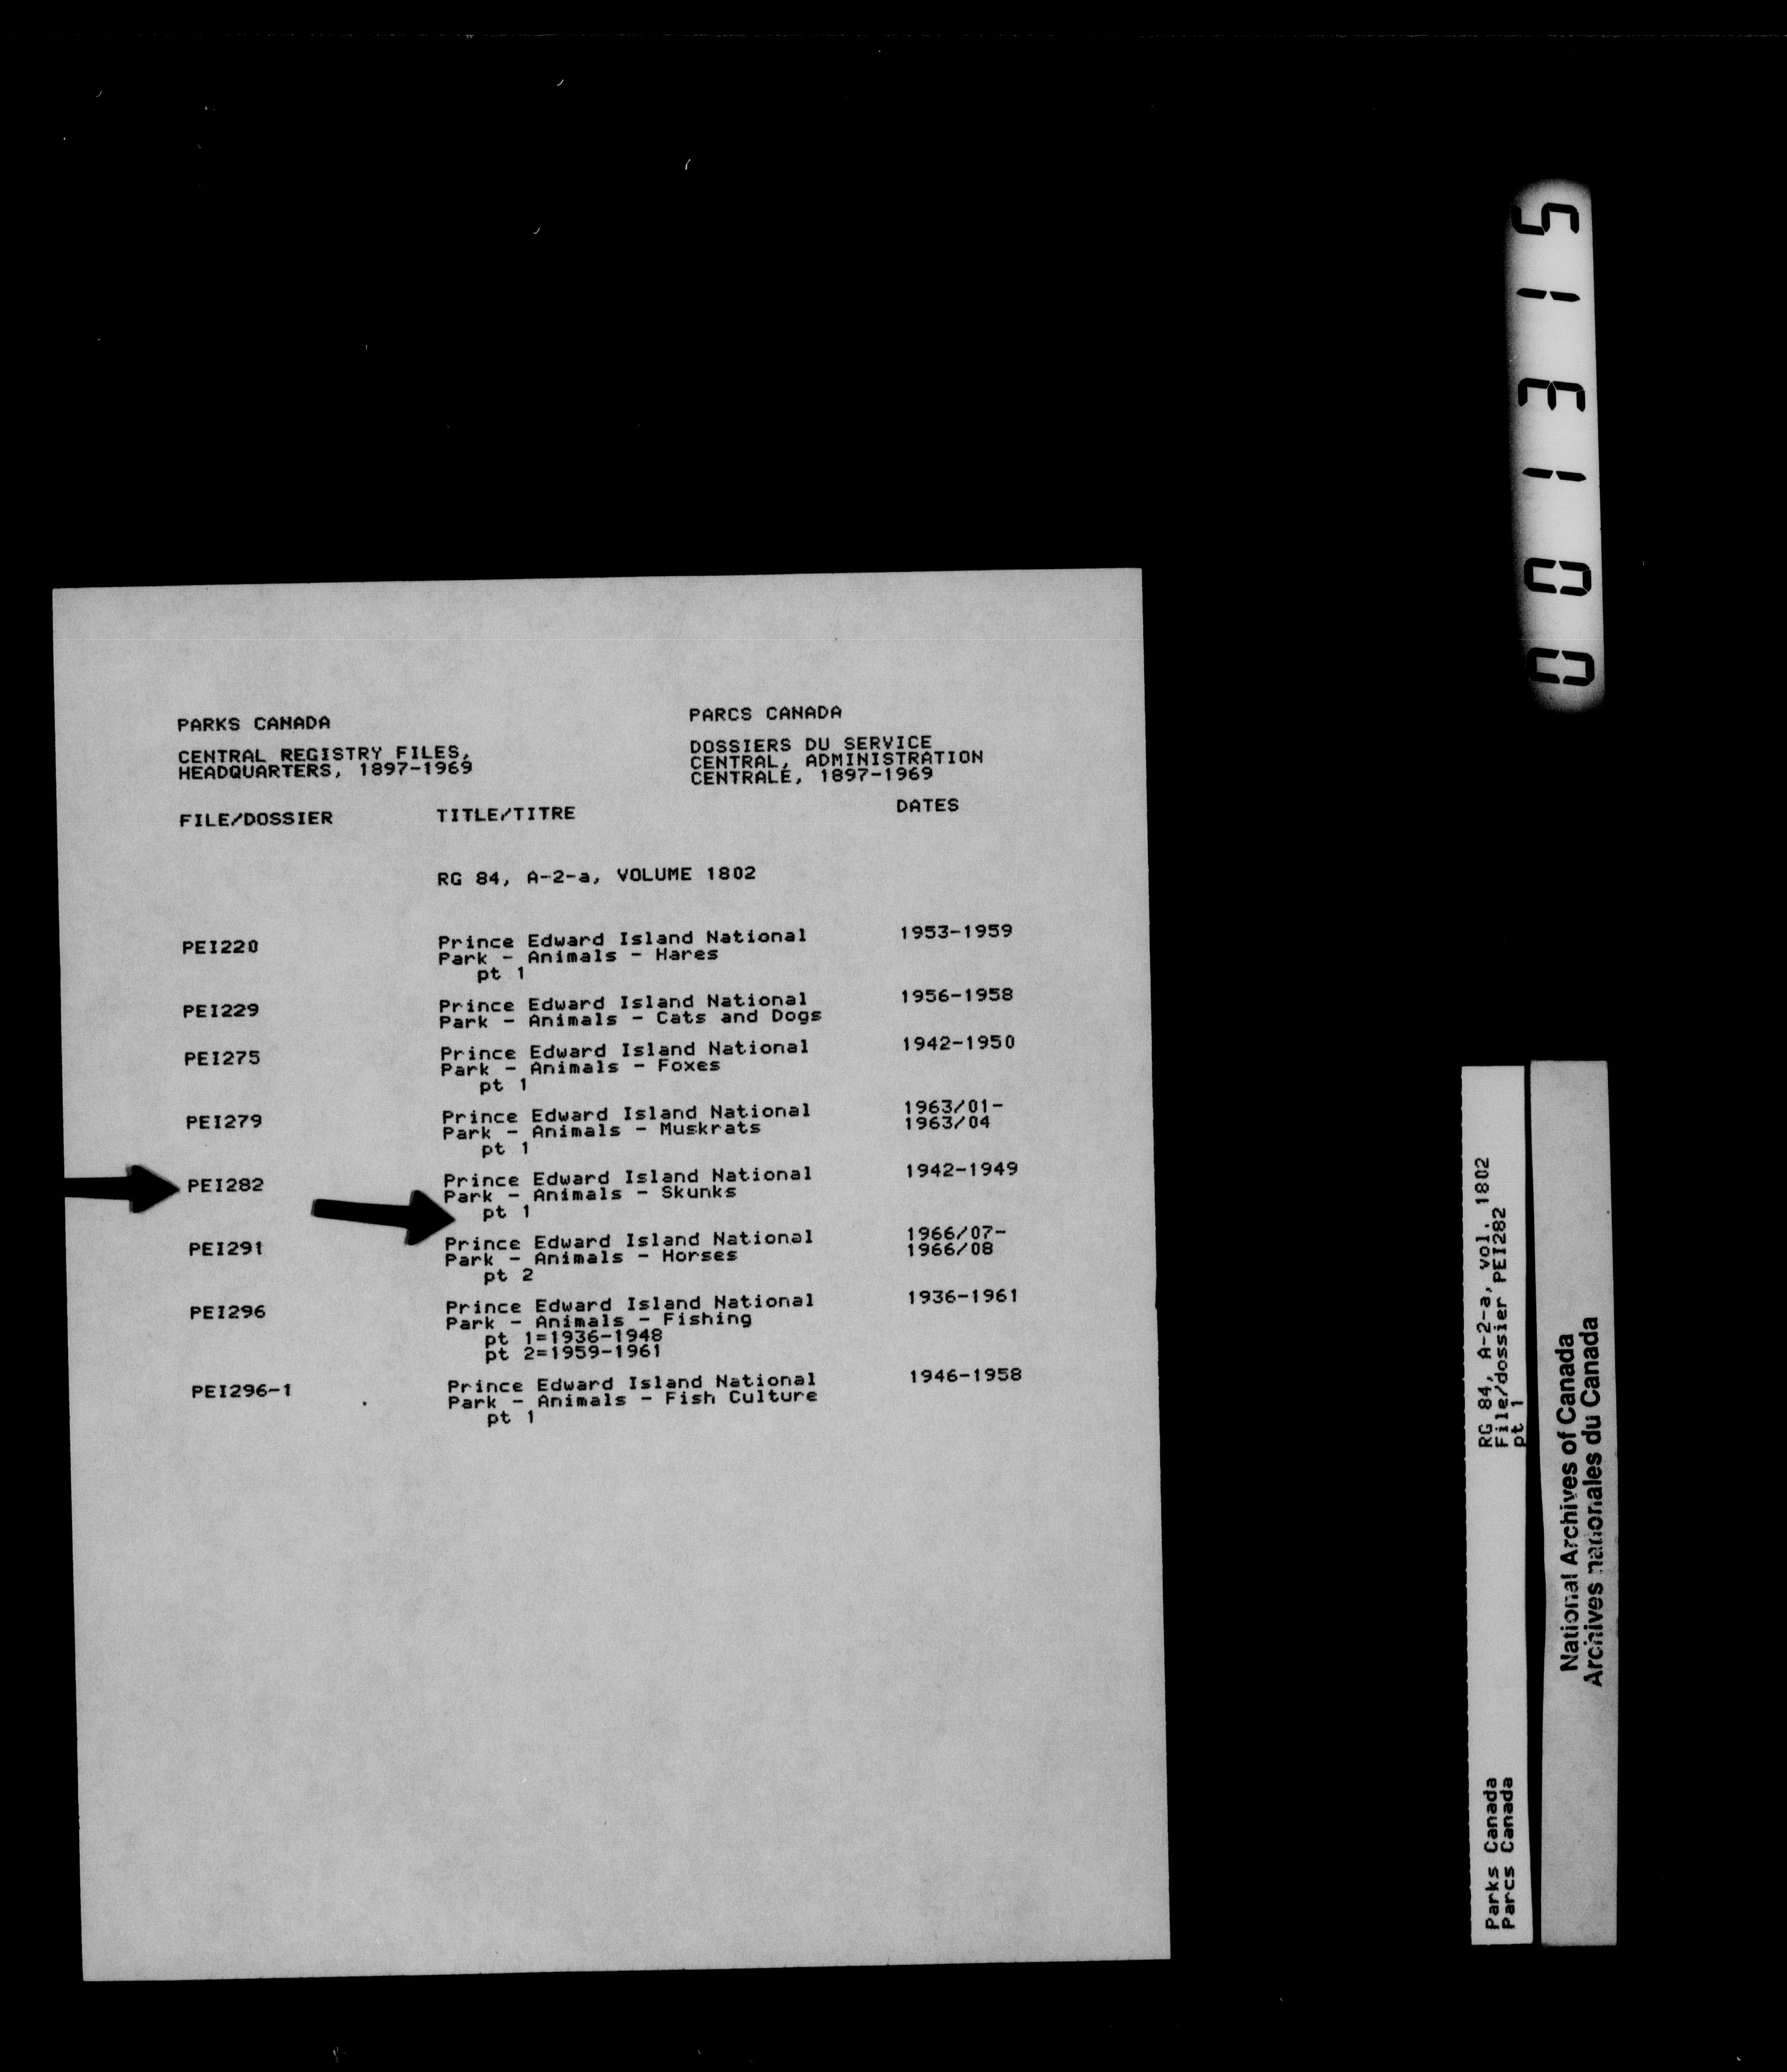 PARKS CANADA
CENTRAL REGISTRY FILES,
HEADQUARTERS, 1897-1969
PARCS CANADA
DOSSIERS DU SERVICE
CENTRAL, ADMINISTRATION
CENTRALE, 1897-1969
FILE/DOSSIER TITLE/TITRE DATES
RG 84, A-2-a, VOLUME 1802
PEI220 Prince Edward Island National 1953-1959
Park - Animals - Hares
pt 1
PEI229 Prince Edward Island National 1956-1958
Park - Animals - Cats and Dogs
PEI275 Prince Edward Island National 1942-1950
Park - Animals - Foxes
pt 1
PEI279 Prince Edward Island National 1963/01-
Park - Animals - Muskrats 1963/04
pt 1
PEI282 Prince Edward Island National 1942-1949
Park - Animals - Skunks
pt 1
PEI291 Prince Edward Island National 1966/07-
Park - Animals - Horses 1966/08
pt 2
PEI296 Prince Edward Island National 1936-1961
Park - Animals - Fishing
pt 1=1936-1948
pt 2=1959-1961
PEI296-1 Prince Edward Island National 1946-1958
Park - Animals - Fish Culture
pt 1
001315
Parks Canada RG 84, A-2-a, vol. 1802
Parcs Canada File/dossier PEI282
pt 1
National Archives of Canada
Archives nationales du Canada